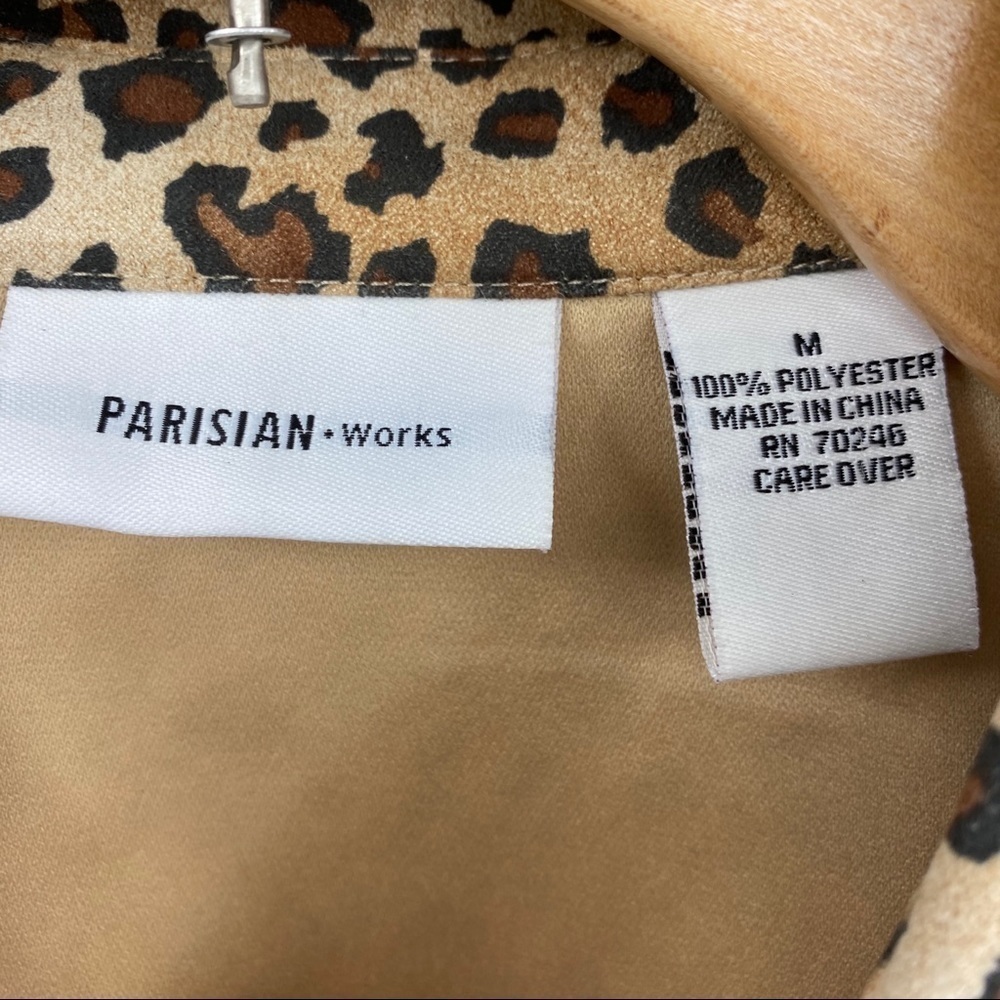 PARISIAN • works
M
100% POLYESTER
MADE IN CHINA
RN 70246
CARE OVER